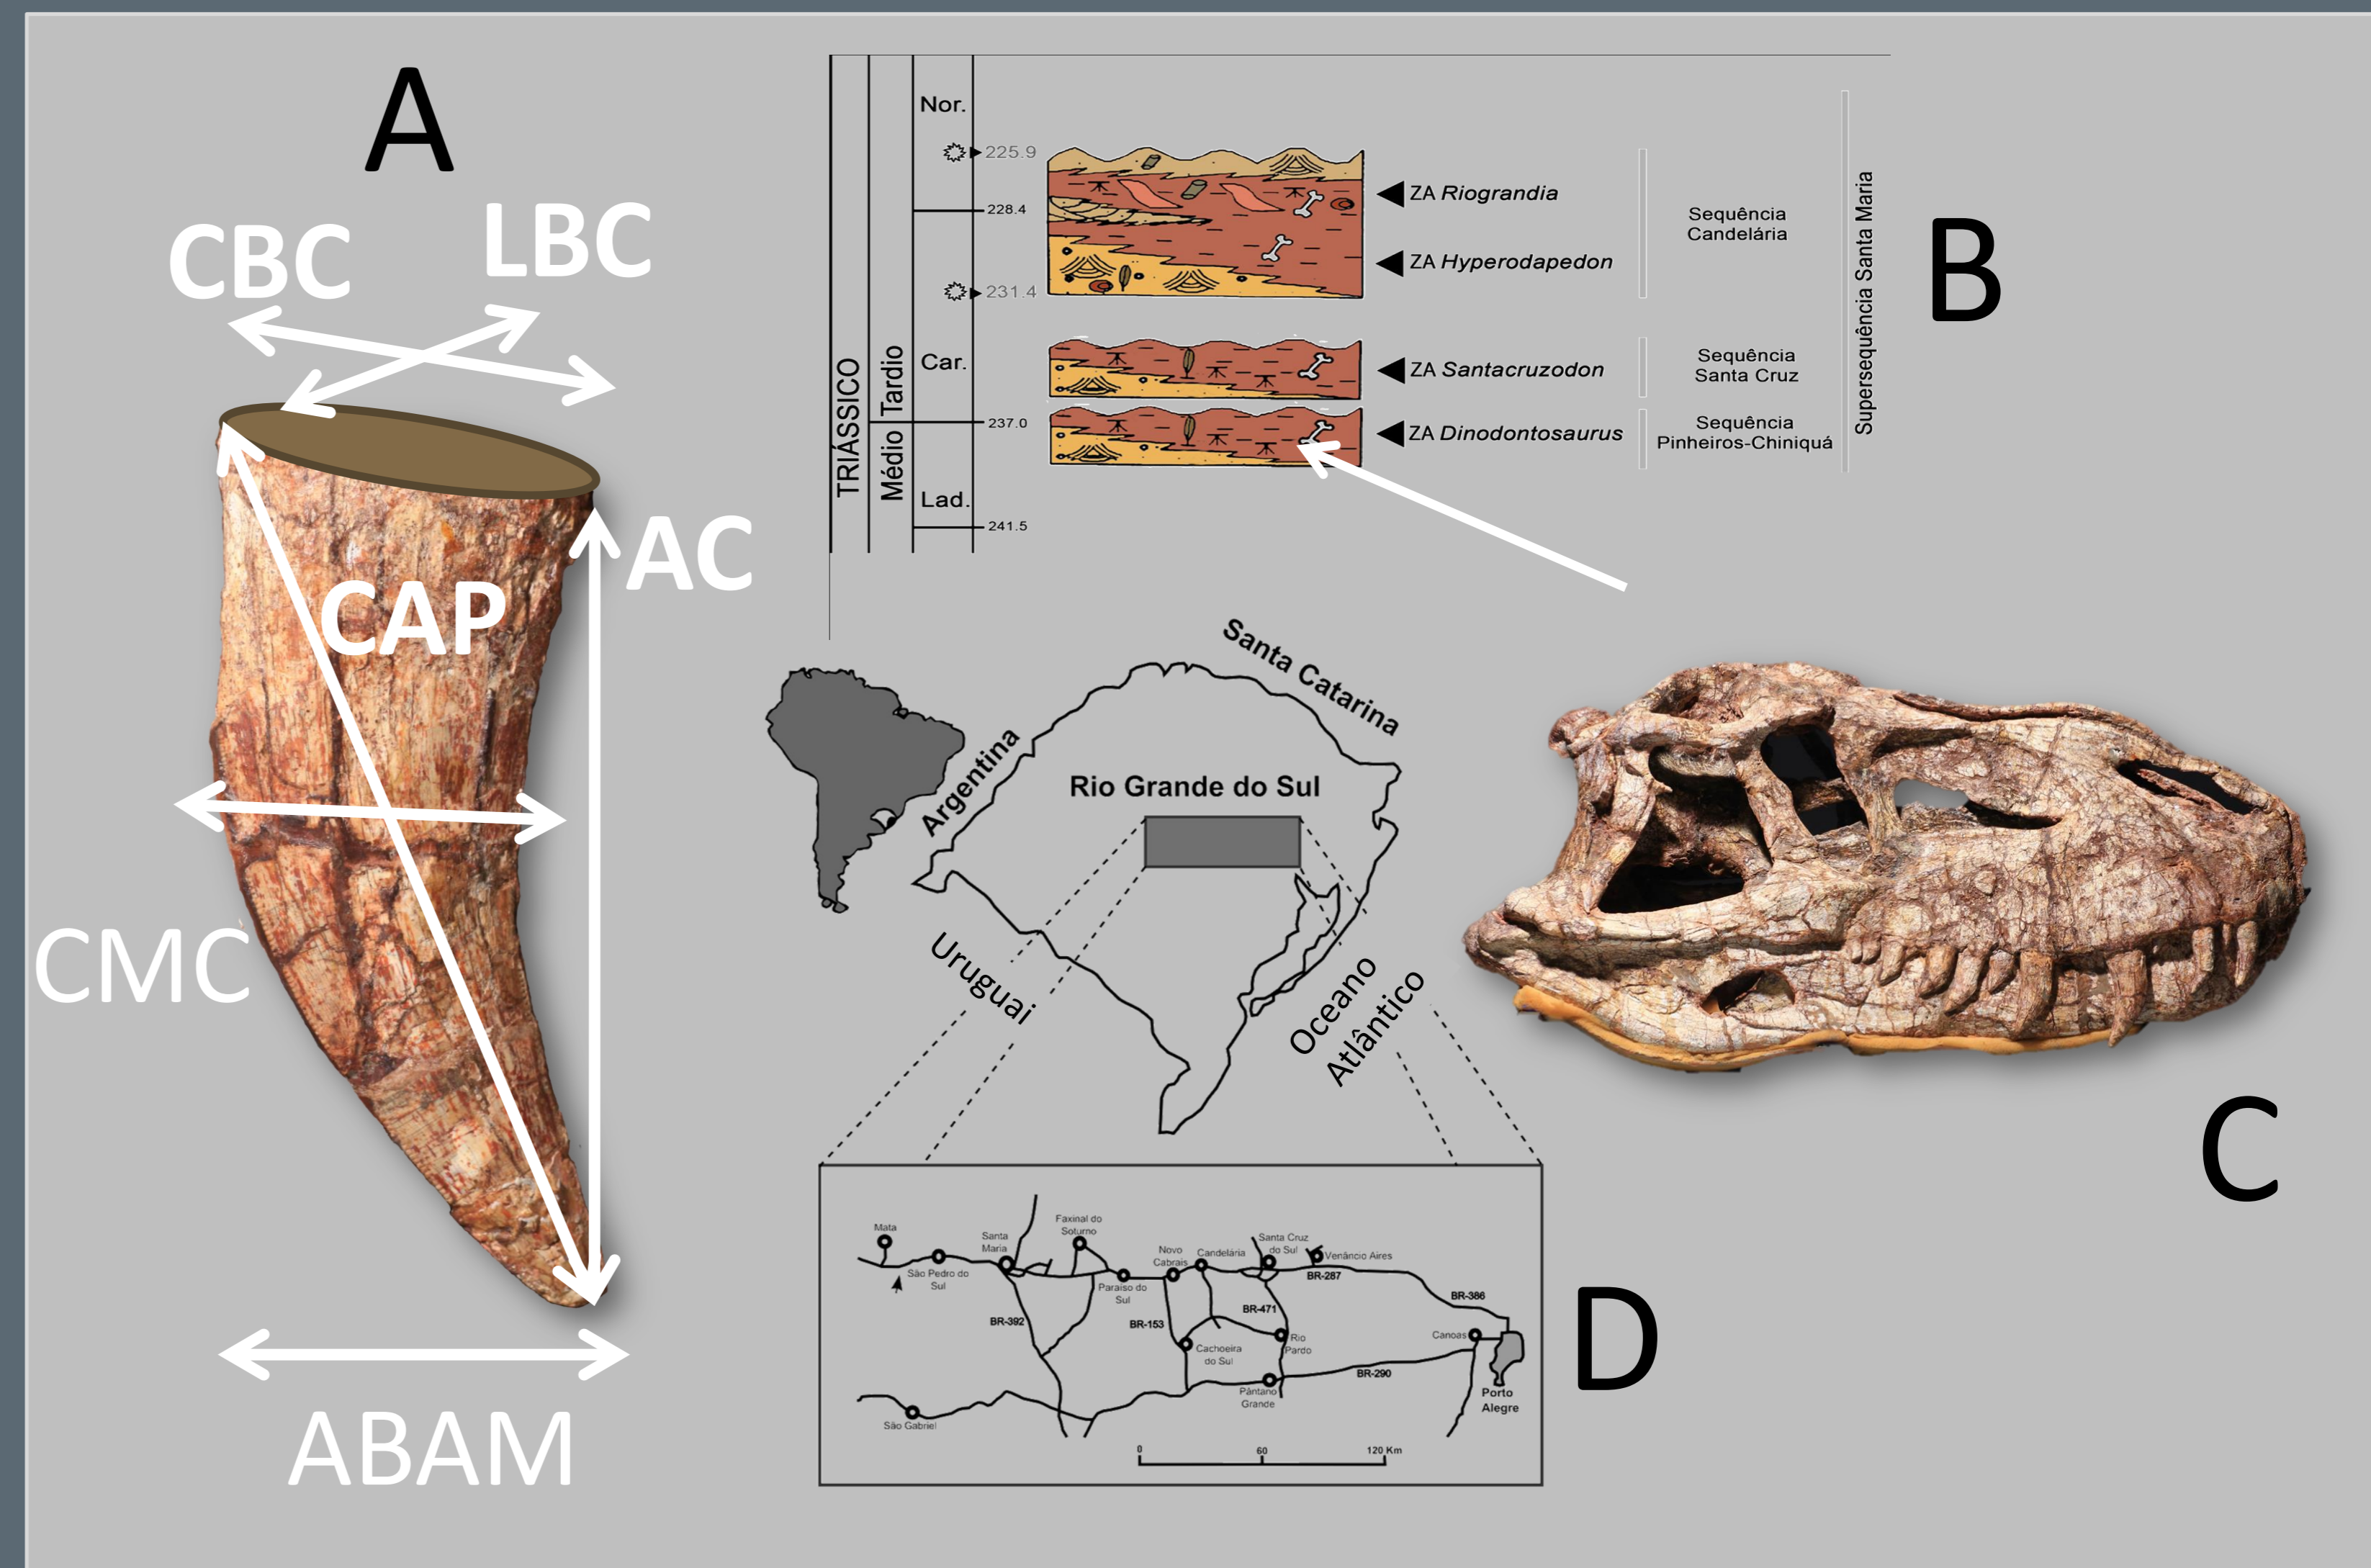 A
CBC
LBC
CAP
AC
CMC
ABAM
TRIÁSSICO
Médio
Tardio
Nor.
Car.
Lad.
225.9
228.4
231.4
237.0
241.5
ZA Riograndia
ZA Hyperodapedon
ZA Santacruzodon
ZA Dinodontosaurus
Sequência
Candelária
Sequência
Santa Cruz
Sequência
Pinheiros-Chiniquá
Supersequência Santa Maria
B
Santa Catarina
Argentina
Rio Grande do Sul
Uruguai
Oceano
Atlântico
C
Mata
São Pedro do
Sul
Santa
Maria
Faxinal do
Soturno
Paraíso do
Sul
Novo
Cabrais
Candelária
Santa Cruz
do Sul
Venâncio Aires
BR-287
BR-386
BR-392
BR-153
BR-471
Cachoeira
do Sul
Rio
Pardo
Canoas
BR-290
Pântano
Grande
Porto
Alegre
São Gabriel
0 60 120 Km
D